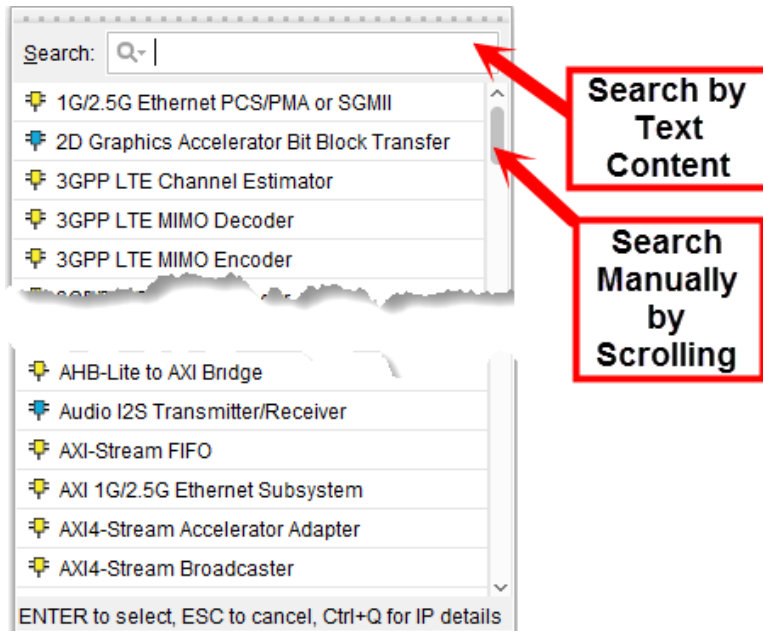 Search:
1G/2.5G Ethernet PCS/PMA or SGMII
2D Graphics Accelerator Bit Block Transfer
3GPP LTE Channel Estimator
3GPP LTE MIMO Decoder
3GPP LTE MIMO Encoder
AHB-Lite to AXI Bridge
Audio I2S Transmitter/Receiver
AXI-Stream FIFO
AXI 1G/2.5G Ethernet Subsystem
AXI4-Stream Accelerator Adapter
AXI4-Stream Broadcaster
ENTER to select, ESC to cancel, Ctrl+Q for IP details
Search by
Text
Content
Search
Manually
by
Scrolling